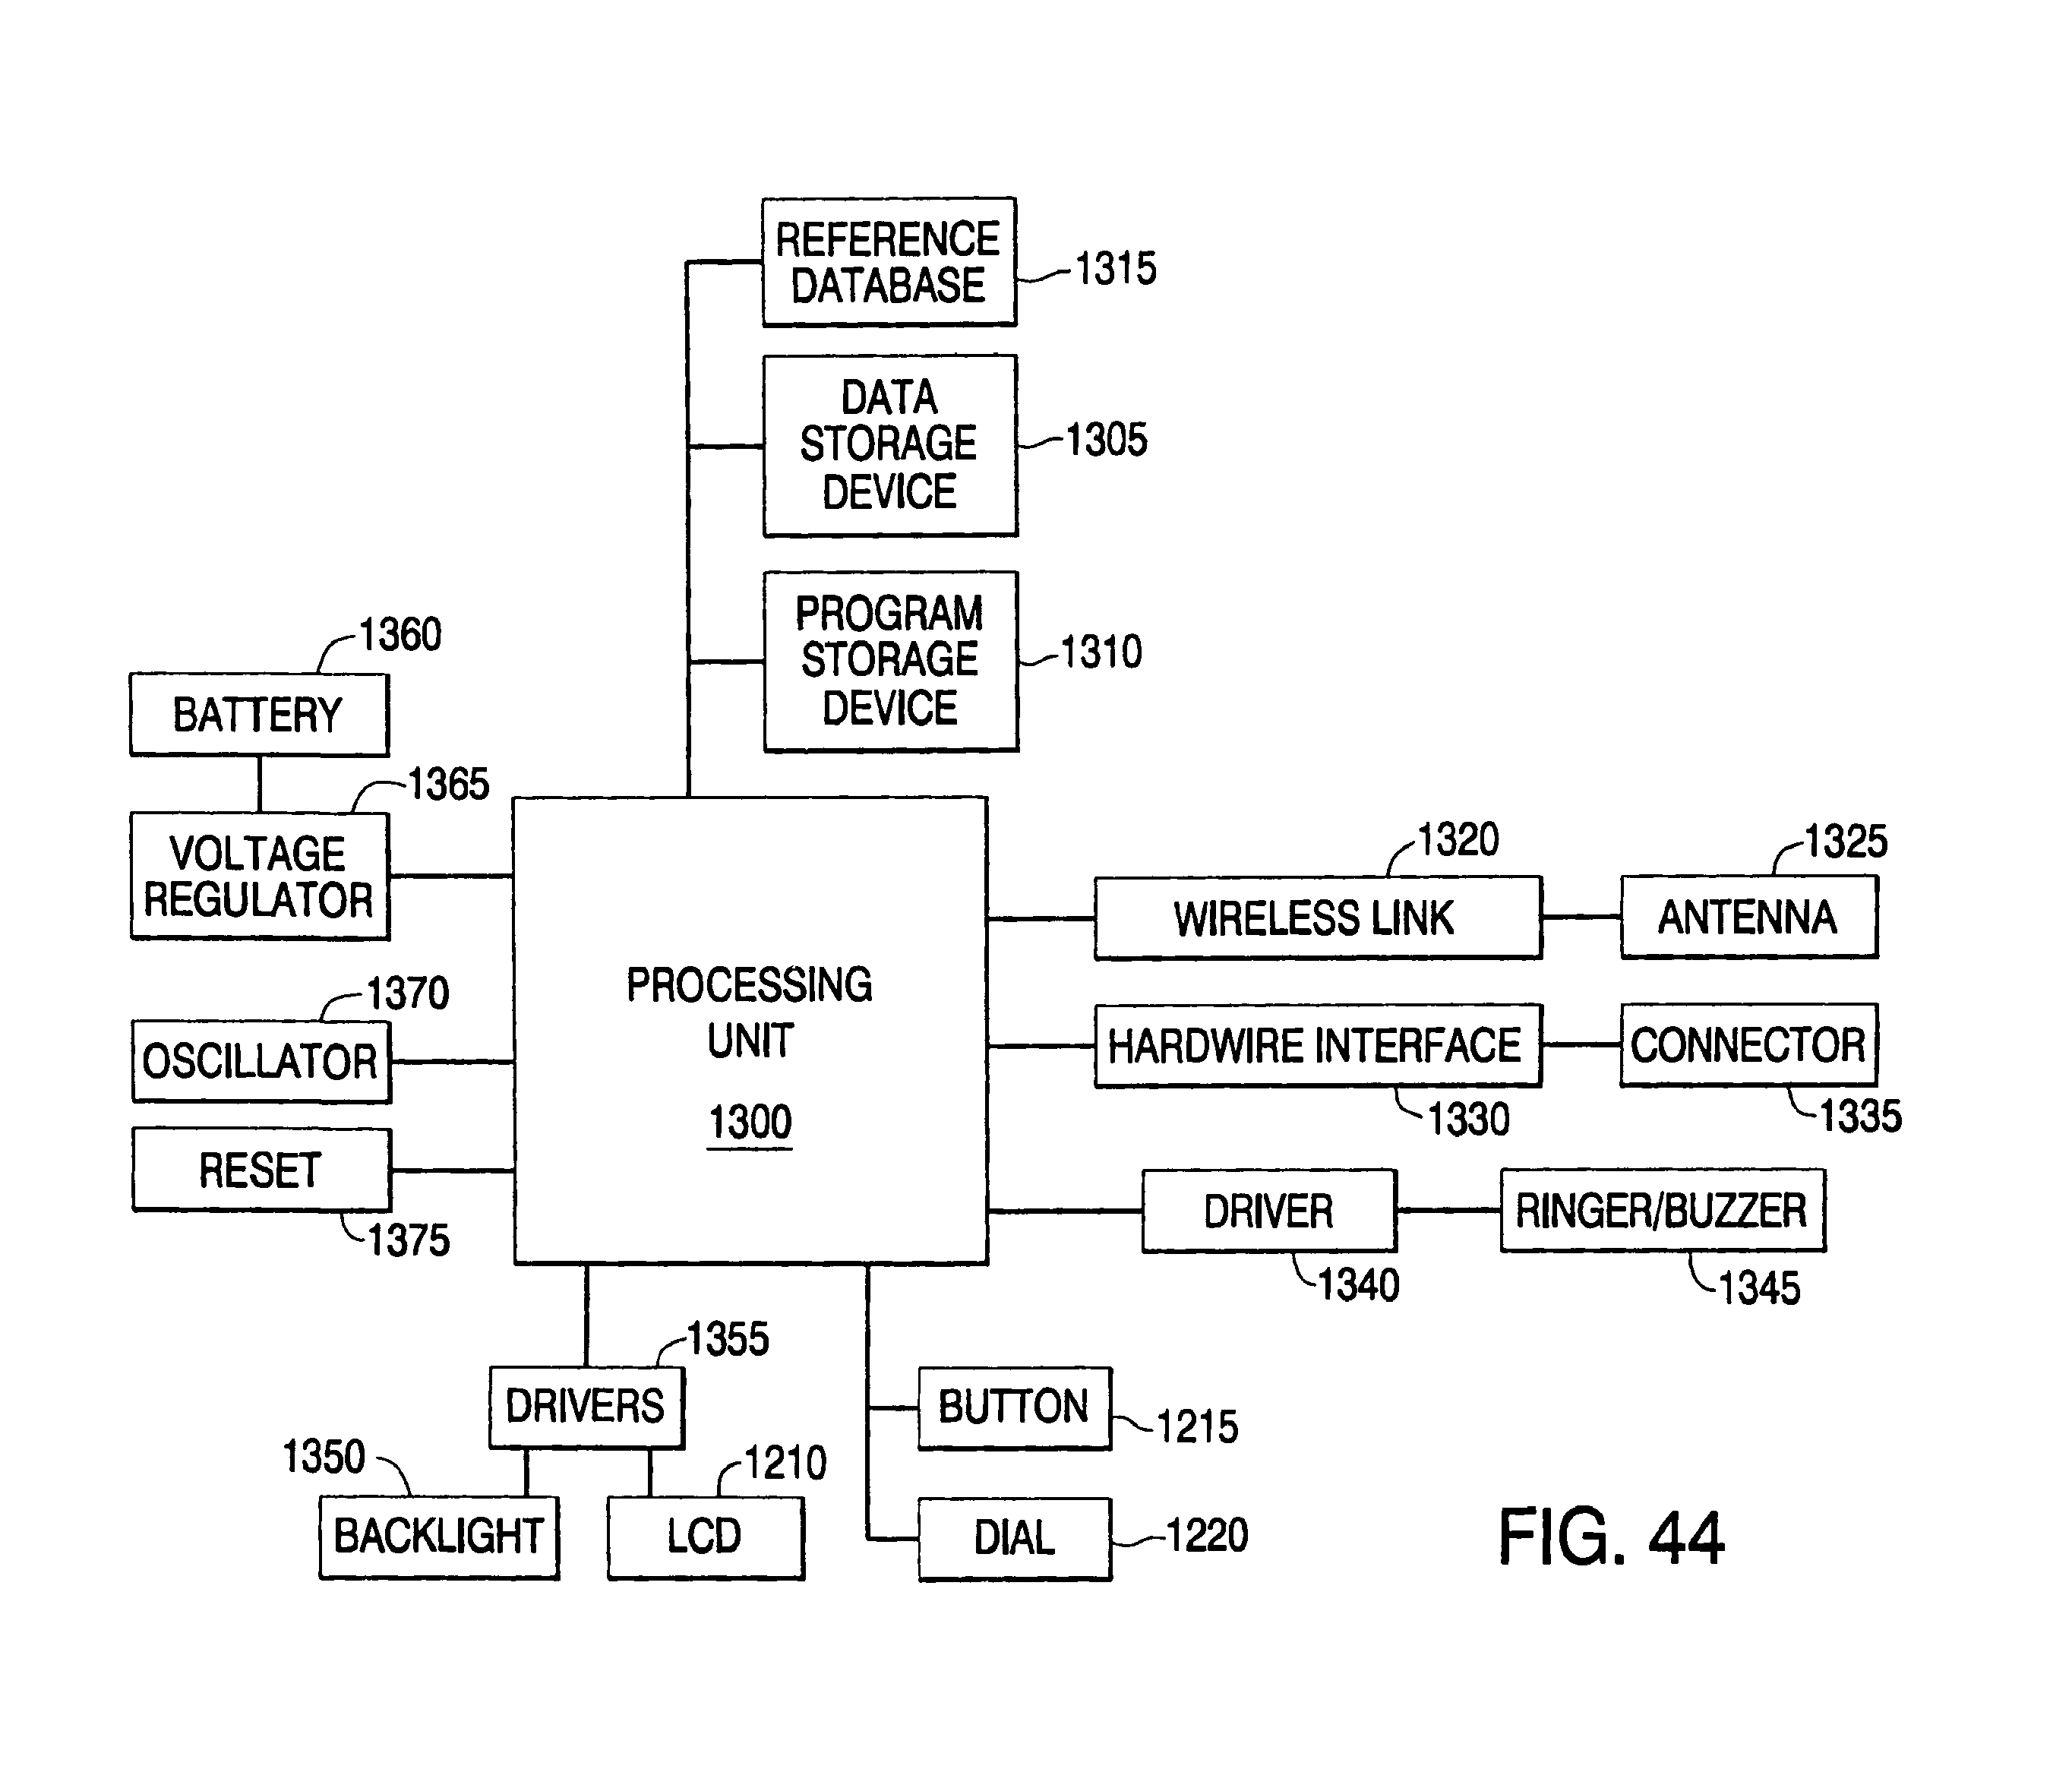 REFERENCE
DATABASE
1315
DATA
STORAGE
DEVICE
1305
PROGRAM
STORAGE
DEVICE
1310
1360
BATTERY
1365
VOLTAGE
REGULATOR
1370
OSCILLATOR
RESET
1375
PROCESSING
UNIT
1300
1320
WIRELESS LINK
1325
ANTENNA
HARDWIRE INTERFACE
1330
CONNECTOR
1335
DRIVER
1340
RINGER/BUZZER
1345
1355
DRIVERS
1350
BACKLIGHT
1210
LCD
BUTTON
1215
DIAL
1220
FIG. 44